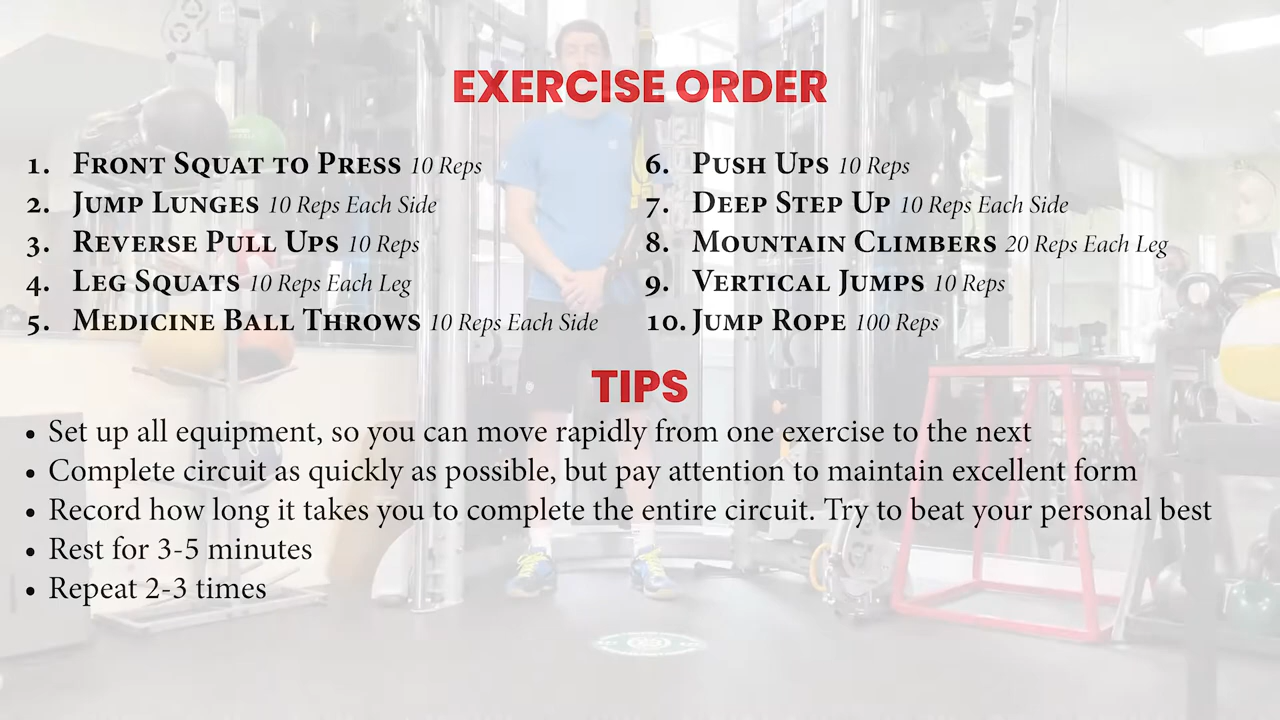 EXERCISE ORDER
1. Front Squat to Press 10 Reps
2. Jump Lunges 10 Reps Each Side
3. Reverse Pull Ups 10 Reps
4. Leg Squats 10 Reps Each Leg
5. Medicine Ball Throws 10 Reps Each Side
6. Push Ups 10 Reps
7. Deep Step Up 10 Reps Each Side
8. Mountain Climbers 20 Reps Each Leg
9. Vertical Jumps 10 Reps
10. Jump Rope 100 Reps
TIPS
• Set up all equipment, so you can move rapidly from one exercise to the next
• Complete circuit as quickly as possible, but pay attention to maintain excellent form
• Record how long it takes you to complete the entire circuit. Try to beat your personal best
• Rest for 3-5 minutes
• Repeat 2-3 times